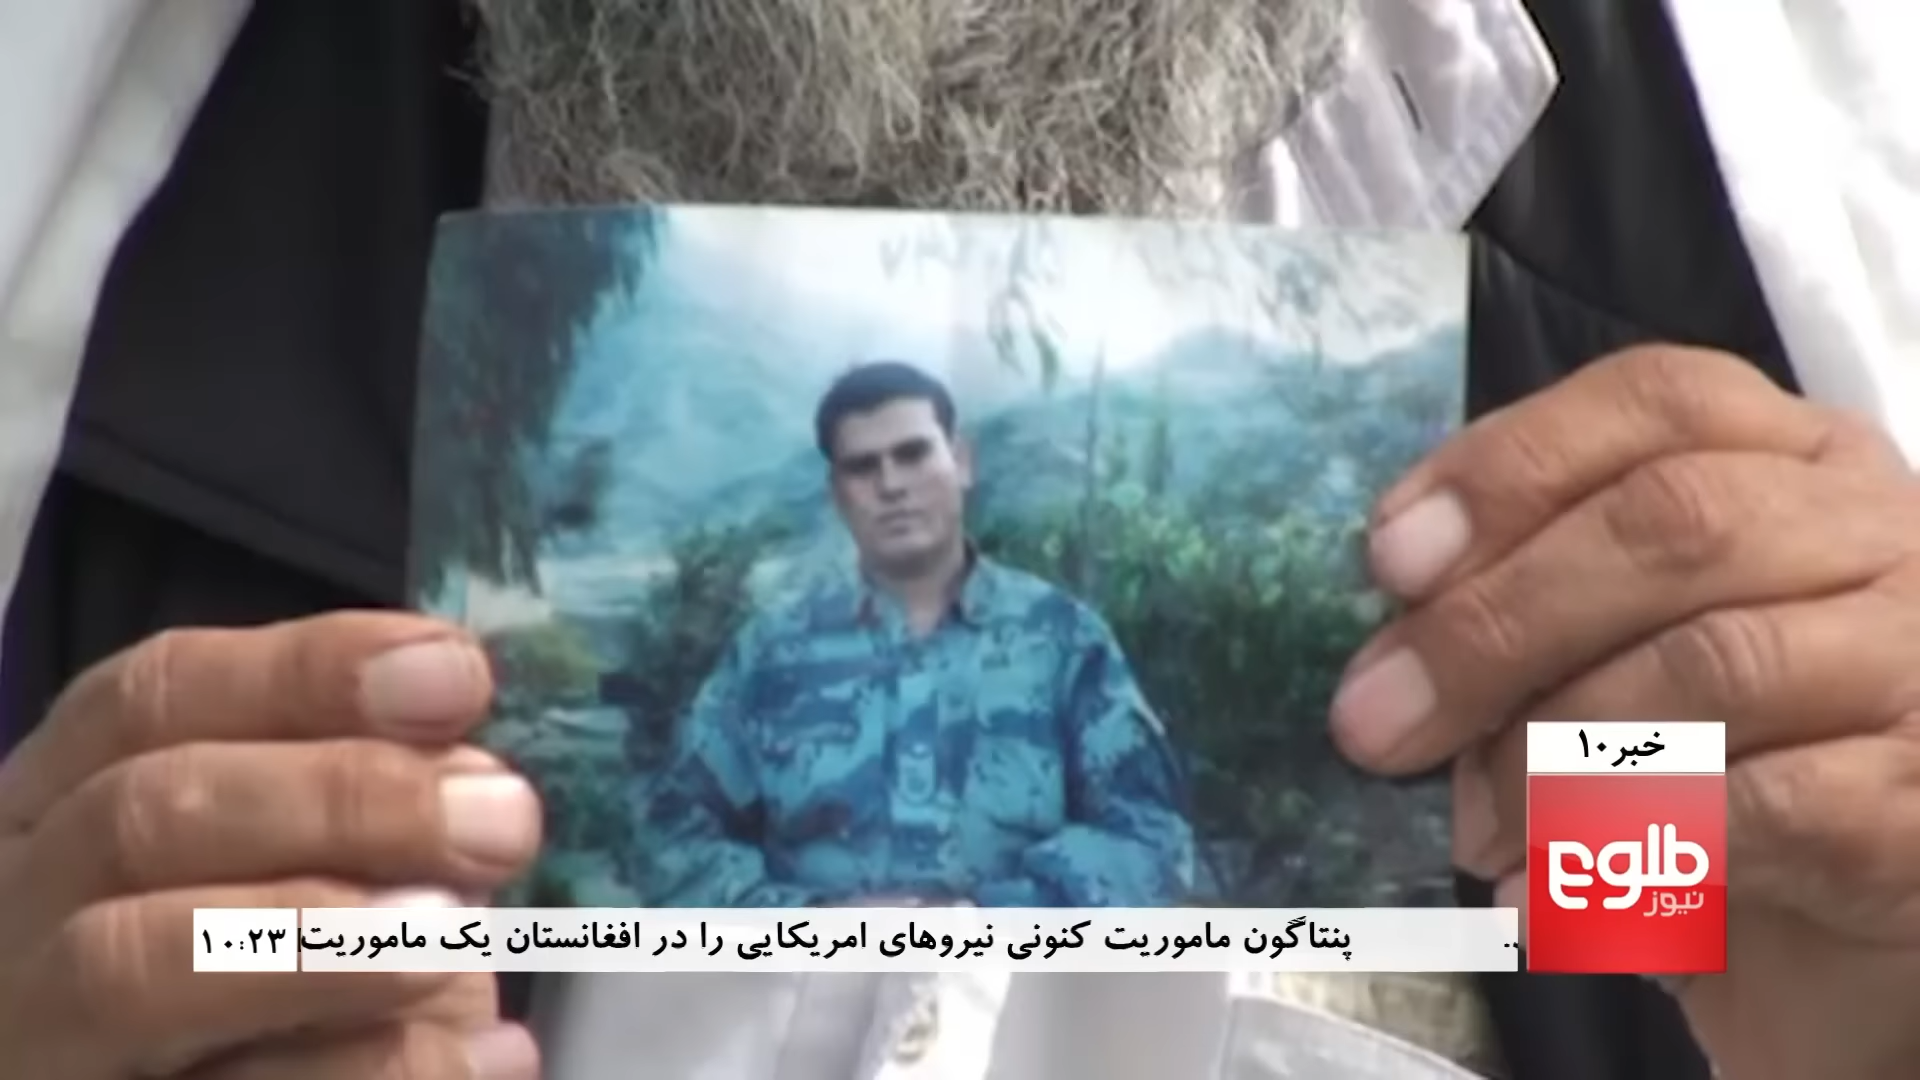 خبر۱۰
طلوع
نیوز
پنتاگون ماموریت کنونی نیروهای امریکایی را در افغانستان یک ماموریت
۱۰:۲۳